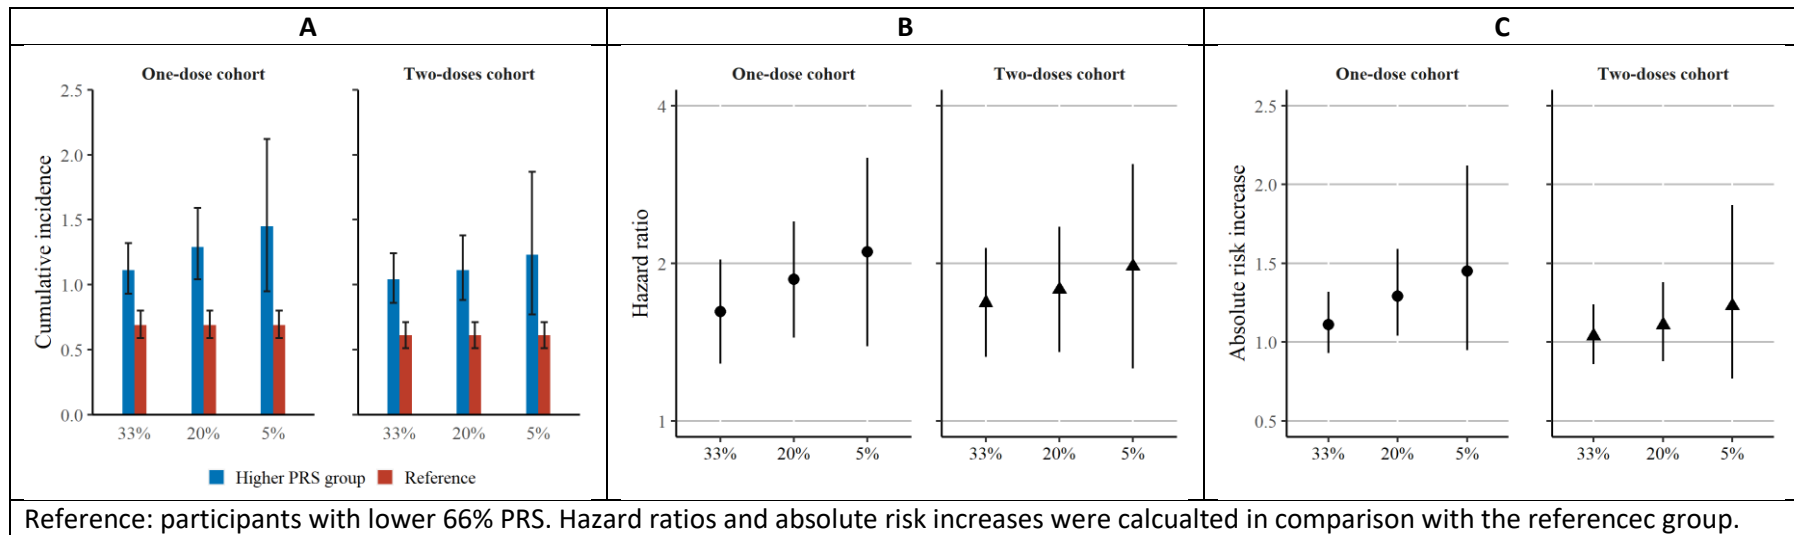 A
B
C
One-dose cohort
Two-doses cohort
2.5
2.0
1.5
1.0
0.5
0.0
Cumulative incidence
33%
20%
5%
33%
20%
5%
Higher PRS group
Reference
One-dose cohort
Two-doses cohort
4
2
1
Hazard ratio
33%
20%
5%
33%
20%
5%
One-dose cohort
Two-doses cohort
2.5
2.0
1.5
1.0
0.5
Absolute risk increase
33%
20%
5%
33%
20%
5%
Reference: participants with lower 66% PRS. Hazard ratios and absolute risk increases were calcualted in comparison with the referencec group.